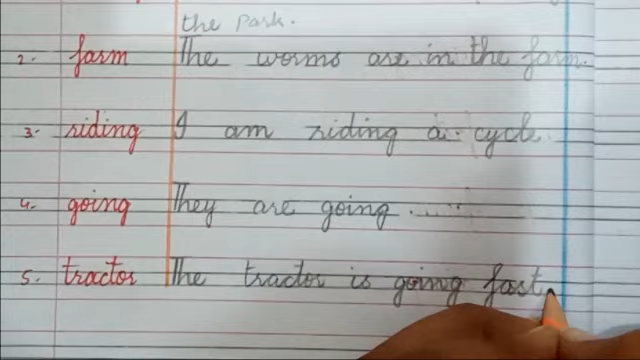 the Park.
2. farm The worms are in the farm.
3. riding I am riding a cycle
4. going They are going .....
5. tractor The tractor is going fast.